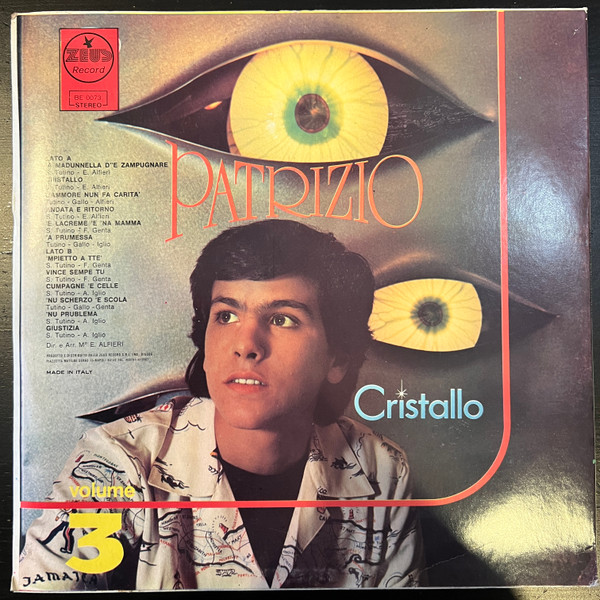 ZEUS
Record
BE 0073
STEREO
PATRIZIO
LATO A
'A MADUNNELLA D''E ZAMPUGNARE
S. Tutino - E. Alfieri
CRISTALLO
S. Tutino - E. Alfieri
L'AMMORE NUN FA CARITA'
Tutino - Gallo - Alfieri
ANDATA E RITORNO
S. Tutino - E. Alfieri
'E LACREME 'E 'NA MAMMA
S. Tutino - F. Genta
'A PRUMESSA
Tutino - Gallo - Iglio
LATO B
'MPIETTO A TTE'
S. Tutino - F. Genta
VINCE SEMPE TU
S. Tutino - F. Genta
CUMPAGNE 'E CELLE
S. Tutino - A. Iglio
'NU SCHERZO 'E SCOLA
Tutino - Gallo - Genta
'NU PRUBLEMA
S. Tutino - A. Iglio
GIUSTIZIA
S. Tutino - A. Iglio
Dir. e Arr. M° E. ALFIERI
MADE IN ITALY
Cristallo
volume
3
JAMAICA